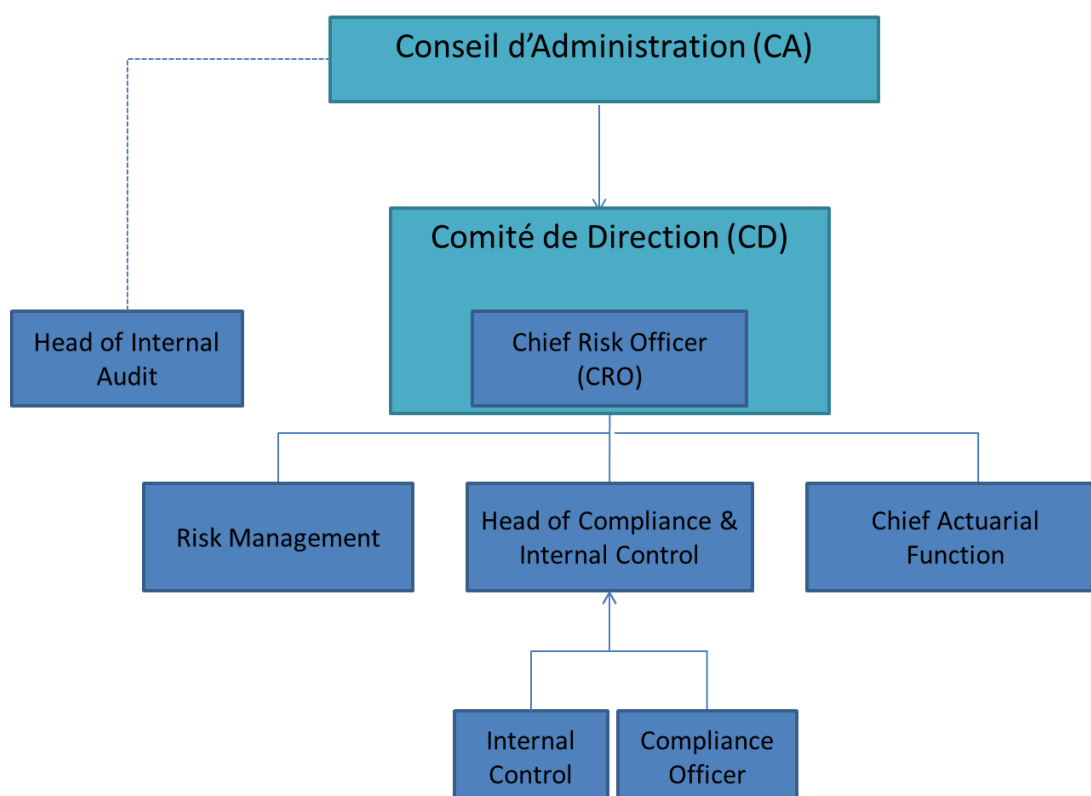 Conseil d’Administration (CA)
Comité de Direction (CD)
Head of Internal
Audit
Chief Risk Officer
(CRO)
Risk Management
Head of Compliance &
Internal Control
Chief Actuarial
Function
Internal
Control
Compliance
Officer